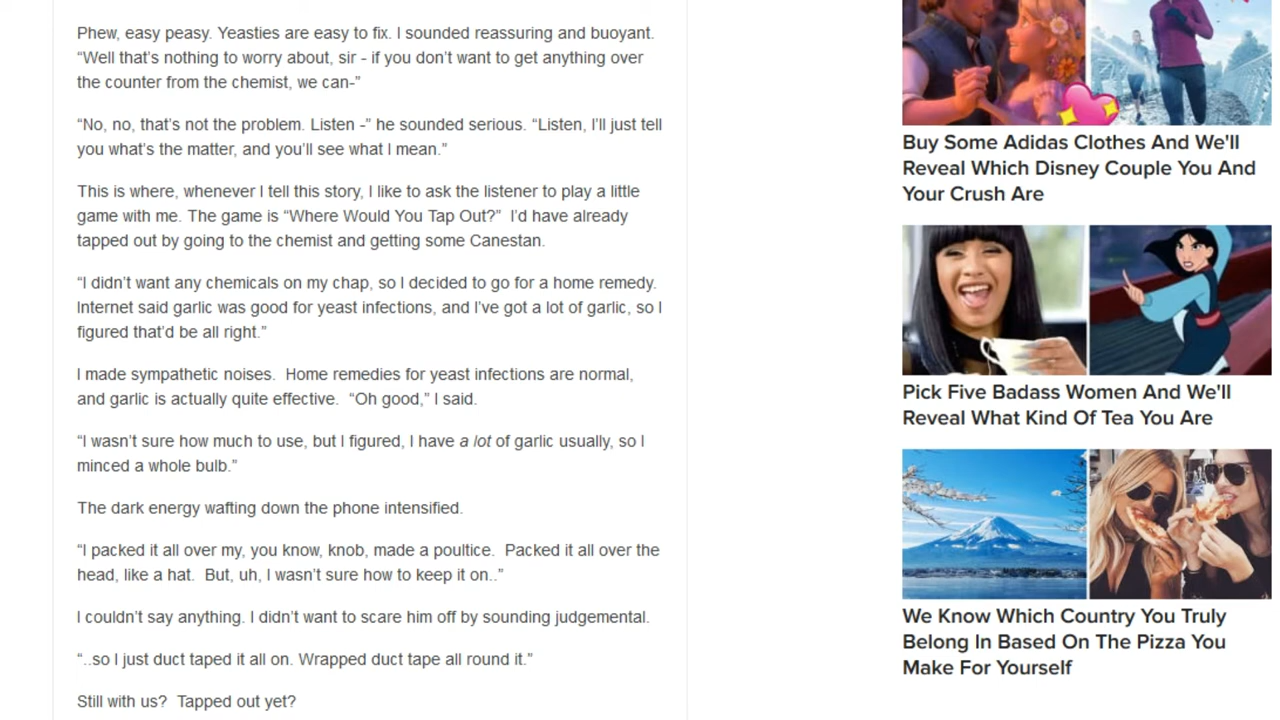 Phew, easy peasy. Yeasties are easy to fix. I sounded reassuring and buoyant.
“Well that’s nothing to worry about, sir - if you don’t want to get anything over
the counter from the chemist, we can-”
“No, no, that’s not the problem. Listen -” he sounded serious. “Listen, I’ll just tell
you what’s the matter, and you’ll see what I mean.”
This is where, whenever I tell this story, I like to ask the listener to play a little
game with me. The game is “Where Would You Tap Out?”  I’d have already
tapped out by going to the chemist and getting some Canestan.
“I didn’t want any chemicals on my chap, so I decided to go for a home remedy.
Internet said garlic was good for yeast infections, and I’ve got a lot of garlic, so I
figured that’d be all right.”
I made sympathetic noises.  Home remedies for yeast infections are normal,
and garlic is actually quite effective.  “Oh good,” I said.
“I wasn’t sure how much to use, but I figured, I have a lot of garlic usually, so I
minced a whole bulb.”
The dark energy wafting down the phone intensified.
“I packed it all over my, you know, knob, made a poultice.  Packed it all over the
head, like a hat.  But, uh, I wasn’t sure how to keep it on..”
I couldn’t say anything. I didn’t want to scare him off by sounding judgemental.
“..so I just duct taped it all on. Wrapped duct tape all round it.”
Still with us?  Tapped out yet?
Buy Some Adidas Clothes And We'll
Reveal Which Disney Couple You And
Your Crush Are
Pick Five Badass Women And We'll
Reveal What Kind Of Tea You Are
We Know Which Country You Truly
Belong In Based On The Pizza You
Make For Yourself